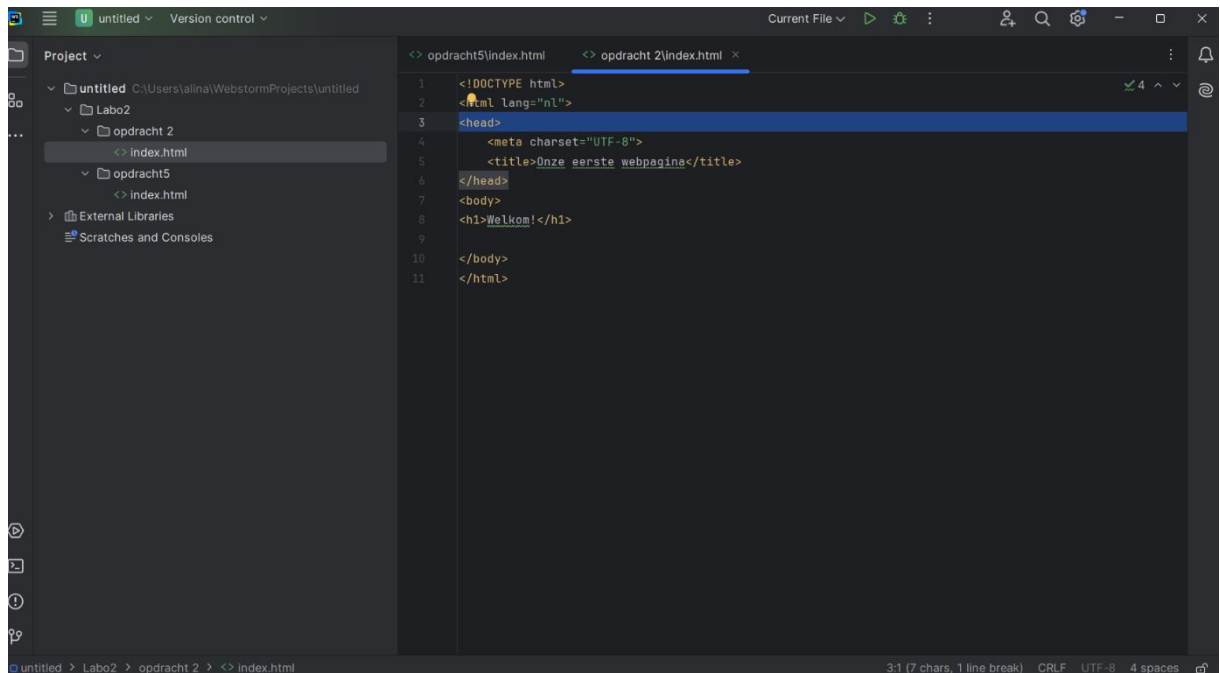 WS
U untitled Version control
Current File
Project
untitled C:\Users\alina\WebstormProjects\untitled
Labo2
opdracht 2
<> index.html
opdracht5
<> index.html
External Libraries
Scratches and Consoles
<> opdracht5\index.html <> opdracht 2\index.html ×
4
1 <!DOCTYPE html>
2 <html lang="nl">
3 <head>
4 <meta charset="UTF-8">
5 <title>Onze eerste webpagina</title>
6 </head>
7 <body>
8 <h1>Welkom!</h1>
9
10 </body>
11 </html>
untitled > Labo2 > opdracht 2 > <> index.html
3:1 (7 chars, 1 line break) CRLF UTF-8 4 spaces